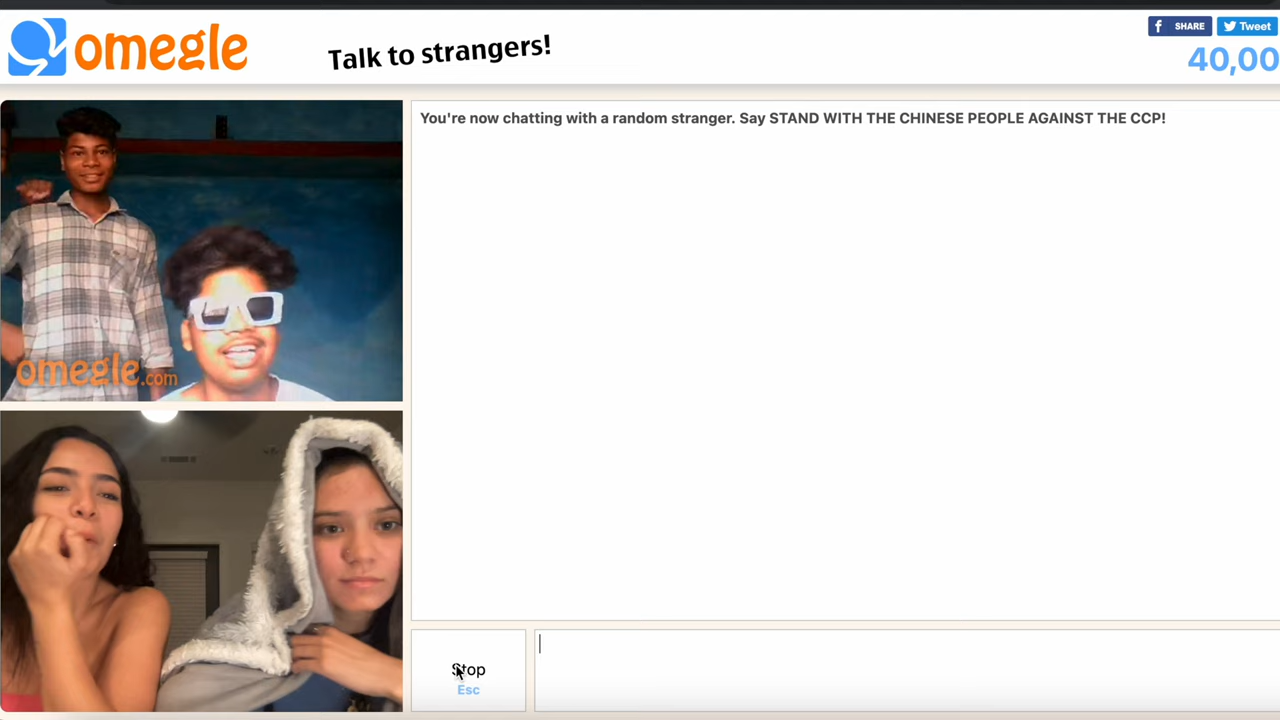 omegle
Talk to strangers!
SHARE
Tweet
40,00
You're now chatting with a random stranger. Say STAND WITH THE CHINESE PEOPLE AGAINST THE CCP!
omegle.com
Stop
Esc